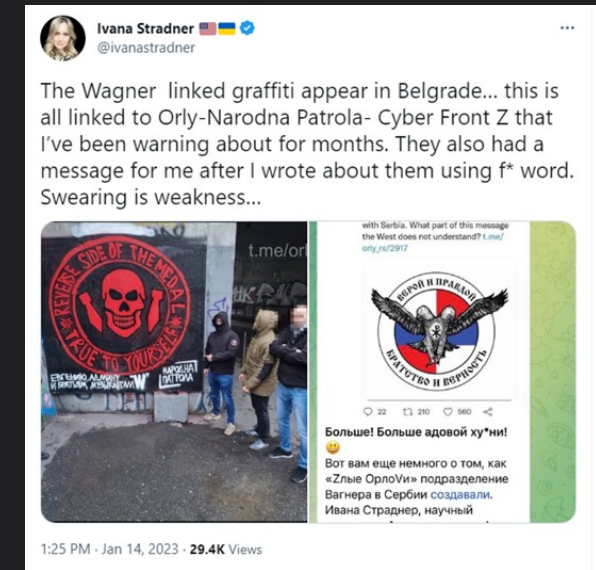 Ivana Stradner
@ivanastradner
The Wagner linked graffiti appear in Belgrade... this is
all linked to Orly-Narodna Patrola- Cyber Front Z that
I've been warning about for months. They also had a
message for me after I wrote about them using f* word.
Swearing is weakness...
t.me/orl
REVERSE SIDE OF THE MEDAL
TRUE TO YOURSELF
НАРОДНА
ПАТРОЛА
W
with Serbia. What part of this message
the West does not understand? t.me/
orly_rs/2917
ВЕРОЙ И ПРАВДОЙ
БРАТСТВО И ВЕРНОСТЬ
22 210 560
Больше! Больше адовой ху*ни!
Вот вам еще немного о том, как
«Zлые ОрлоVи» подразделение
Вагнера в Сербии создавали.
Ивана Страднер, научный
1:25 PM · Jan 14, 2023 · 29.4K Views